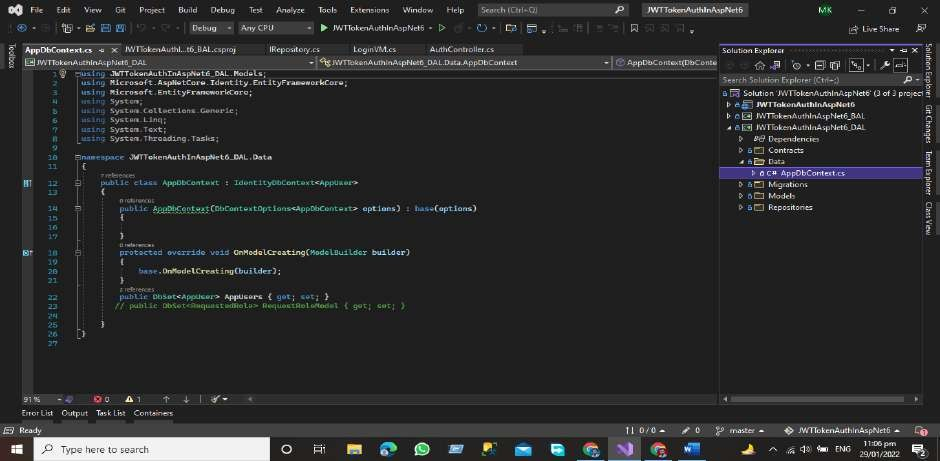 File Edit View Git Project Build Debug Test Analyze Tools Extensions Window Help Search (Ctrl+Q) JWTTokenAuthInAspNet6 MK
Debug Any CPU JWTTokenAuthInAspNet6 Live Share
AppDbContext.cs JWTTokenAuthI...t6_BAL.csproj IRepository.cs LoginVM.cs AuthController.cs
JWTTokenAuthInAspNet6_DAL JWTTokenAuthInAspNet6_DAL.Data.AppDbContext AppDbContext(DbConte
Toolbox
1 using JWTTokenAuthInAspNet6_DAL.Models;
2 using Microsoft.AspNetCore.Identity.EntityFrameworkCore;
3 using Microsoft.EntityFrameworkCore;
4 using System;
5 using System.Collections.Generic;
6 using System.Linq;
7 using System.Text;
8 using System.Threading.Tasks;
9
10 namespace JWTTokenAuthInAspNet6_DAL.Data
11 {
7 references
12 public class AppDbContext : IdentityDbContext<AppUser>
13 {
0 references
14 public AppDbContext(DbContextOptions<AppDbContext> options) : base(options)
15 {
16
17 }
0 references
18 protected override void OnModelCreating(ModelBuilder builder)
19 {
20 base.OnModelCreating(builder);
21 }
2 references
22 public DbSet<AppUser> AppUsers { get; set; }
23 // public DbSet<RequestedRole> RequestRoleModel { get; set; }
24
25 }
26 }
27
Solution Explorer
Search Solution Explorer (Ctrl+;)
Solution 'JWTTokenAuthInAspNet6' (3 of 3 project
JWTTokenAuthInAspNet6
JWTTokenAuthInAspNet6_BAL
JWTTokenAuthInAspNet6_DAL
Dependencies
Contracts
Data
C# AppDbContext.cs
Migrations
Models
Repositories
Solution Explorer
Git Changes
Team Explorer
Class View
91 % 0 1
Error List Output Task List Containers
Ready 0 / 0 0 master JWTTokenAuthInAspNet6 1
Type here to search ENG 11:06 pm
29/01/2022 2